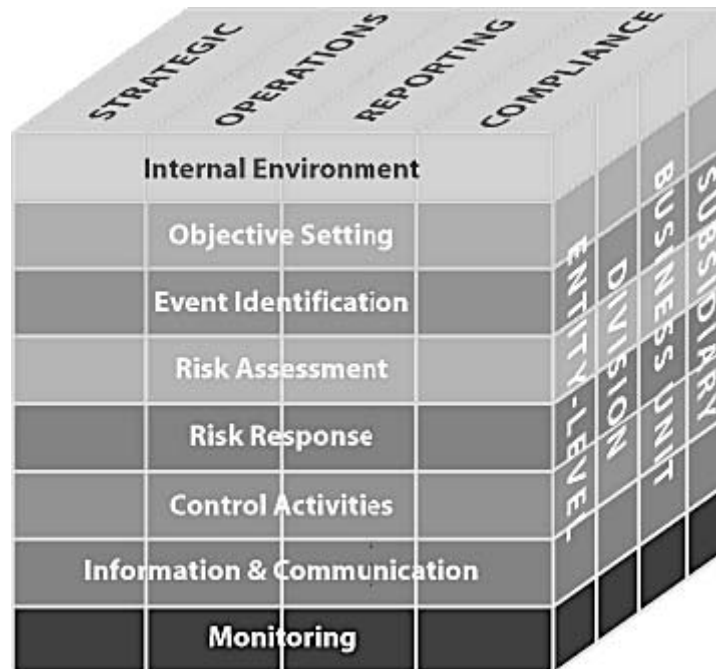 STRATEGIC
OPERATIONS
REPORTING
COMPLIANCE
Internal Environment
Objective Setting
Event Identification
Risk Assessment
Risk Response
Control Activities
Information & Communication
Monitoring
ENTITY-LEVEL
DIVISION
BUSINESS UNIT
SUBSIDIARY